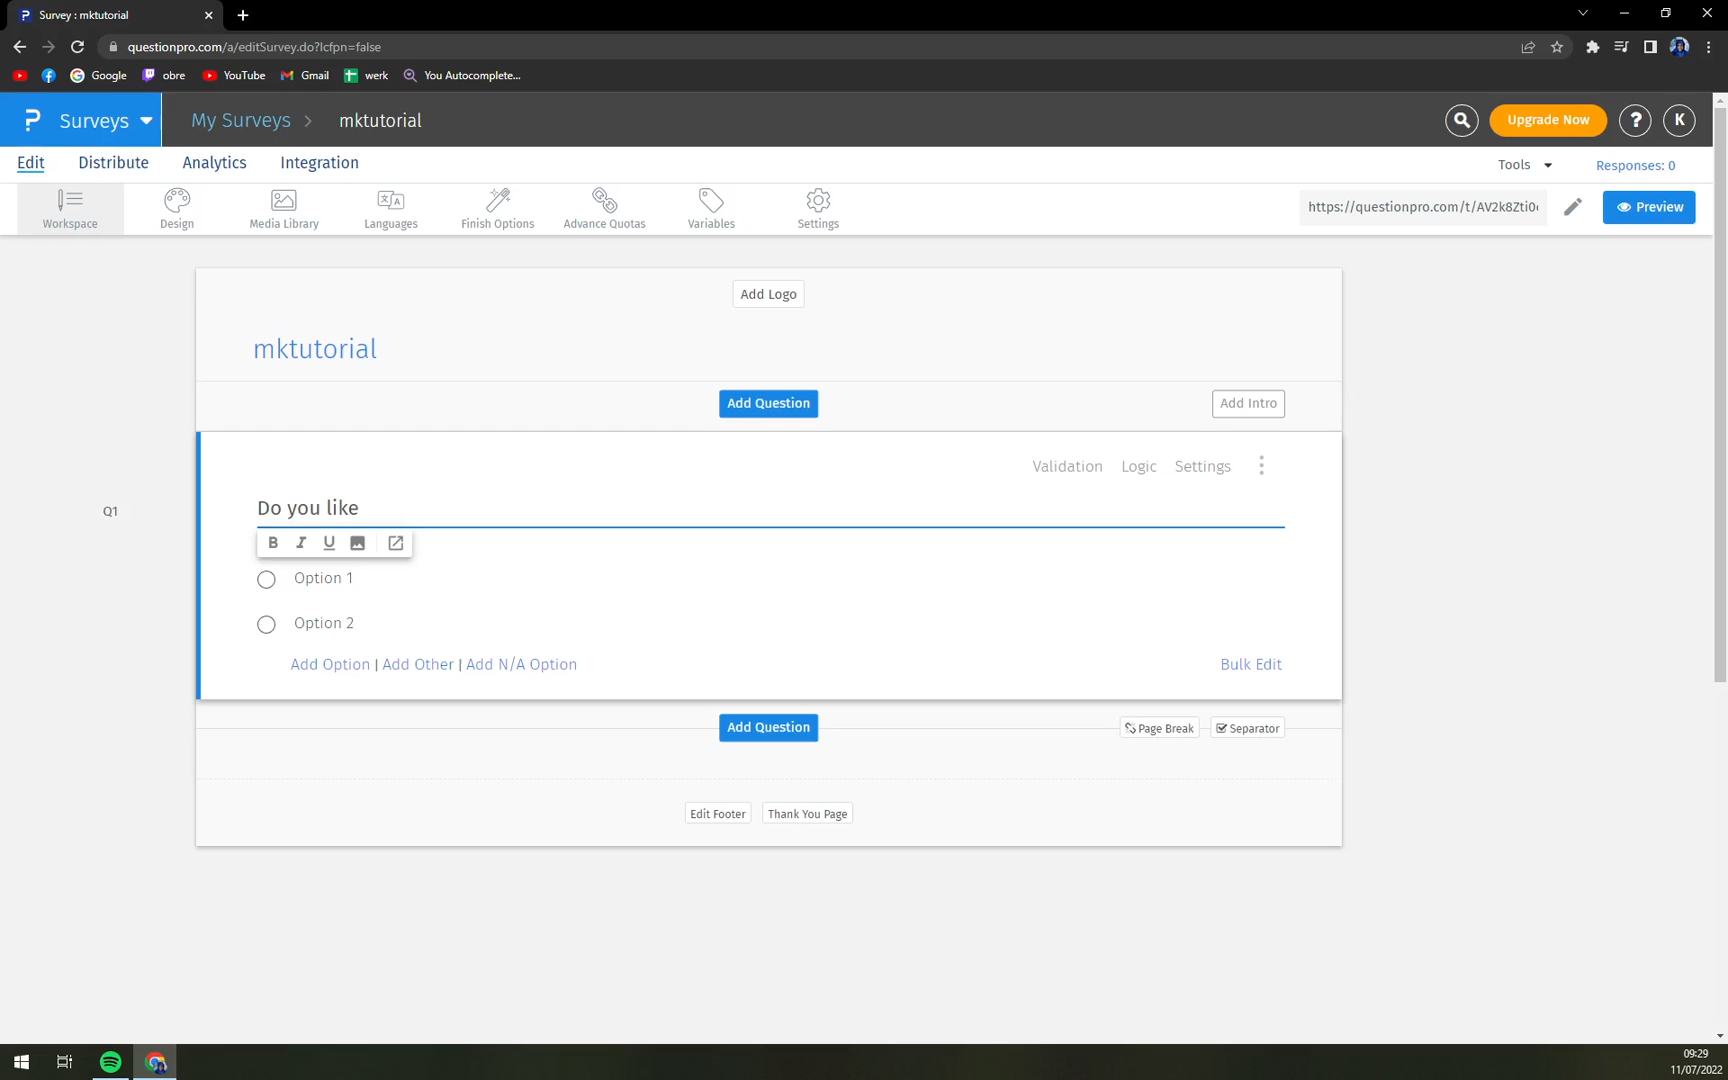 Survey : mktutorial
questionpro.com/a/editSurvey.do?lcfpn=false
Google obre YouTube Gmail werk You Autocomplete...
Surveys My Surveys mktutorial Upgrade Now ? K
Edit Distribute Analytics Integration Tools Responses: 0
Workspace Design Media Library Languages Finish Options Advance Quotas Variables Settings https://questionpro.com/t/AV2k8Zti0 Preview
Add Logo
mktutorial
Add Question Add Intro
Validation Logic Settings
Q1 Do you like
B I U
Option 1
Option 2
Add Option | Add Other | Add N/A Option Bulk Edit
Add Question Page Break Separator
Edit Footer Thank You Page
09:29
11/07/2022